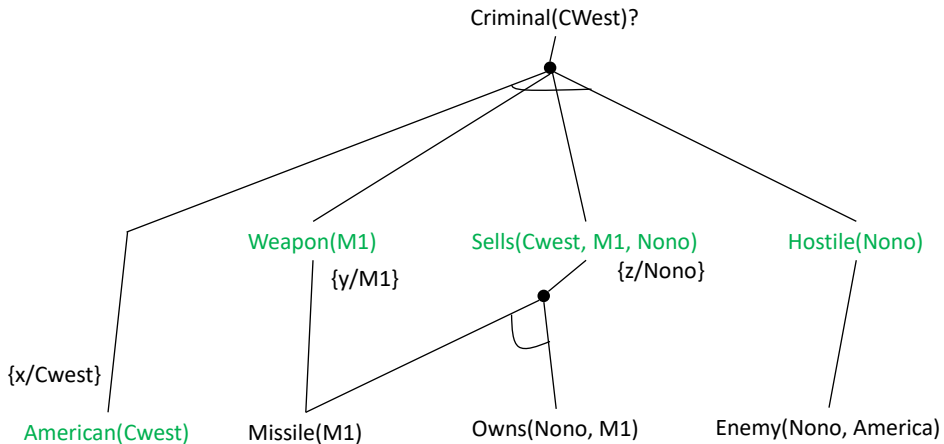 Criminal(CWest)?
Weapon(M1)
Sells(Cwest, M1, Nono)
Hostile(Nono)
{y/M1}
{z/Nono}
{x/Cwest}
American(Cwest)
Missile(M1)
Owns(Nono, M1)
Enemy(Nono, America)